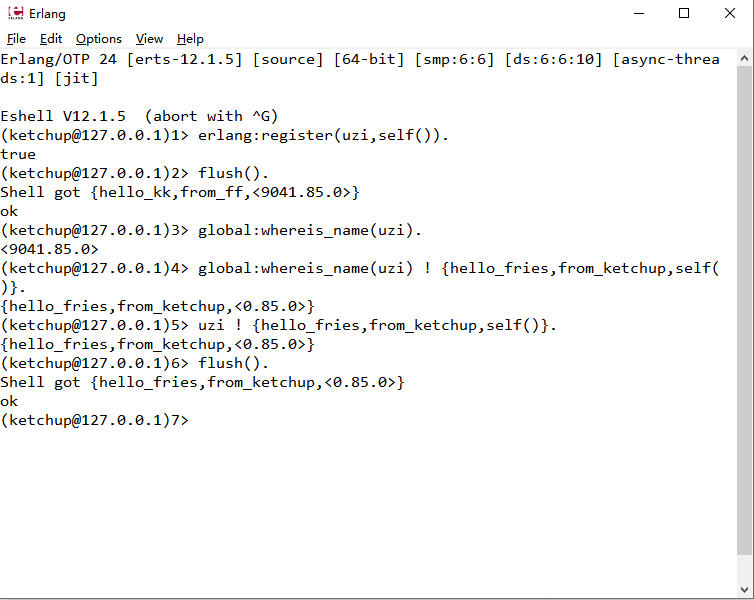 Erlang
File Edit Options View Help
Erlang/OTP 24 [erts-12.1.5] [source] [64-bit] [smp:6:6] [ds:6:6:10] [async-threa
ds:1] [jit]
Eshell V12.1.5  (abort with ^G)
(ketchup@127.0.0.1)1> erlang:register(uzi,self()).
true
(ketchup@127.0.0.1)2> flush().
Shell got {hello_kk,from_ff,<9041.85.0>}
ok
(ketchup@127.0.0.1)3> global:whereis_name(uzi).
<9041.85.0>
(ketchup@127.0.0.1)4> global:whereis_name(uzi) ! {hello_fries,from_ketchup,self(
)}.
{hello_fries,from_ketchup,<0.85.0>}
(ketchup@127.0.0.1)5> uzi ! {hello_fries,from_ketchup,self()}.
{hello_fries,from_ketchup,<0.85.0>}
(ketchup@127.0.0.1)6> flush().
Shell got {hello_fries,from_ketchup,<0.85.0>}
ok
(ketchup@127.0.0.1)7>